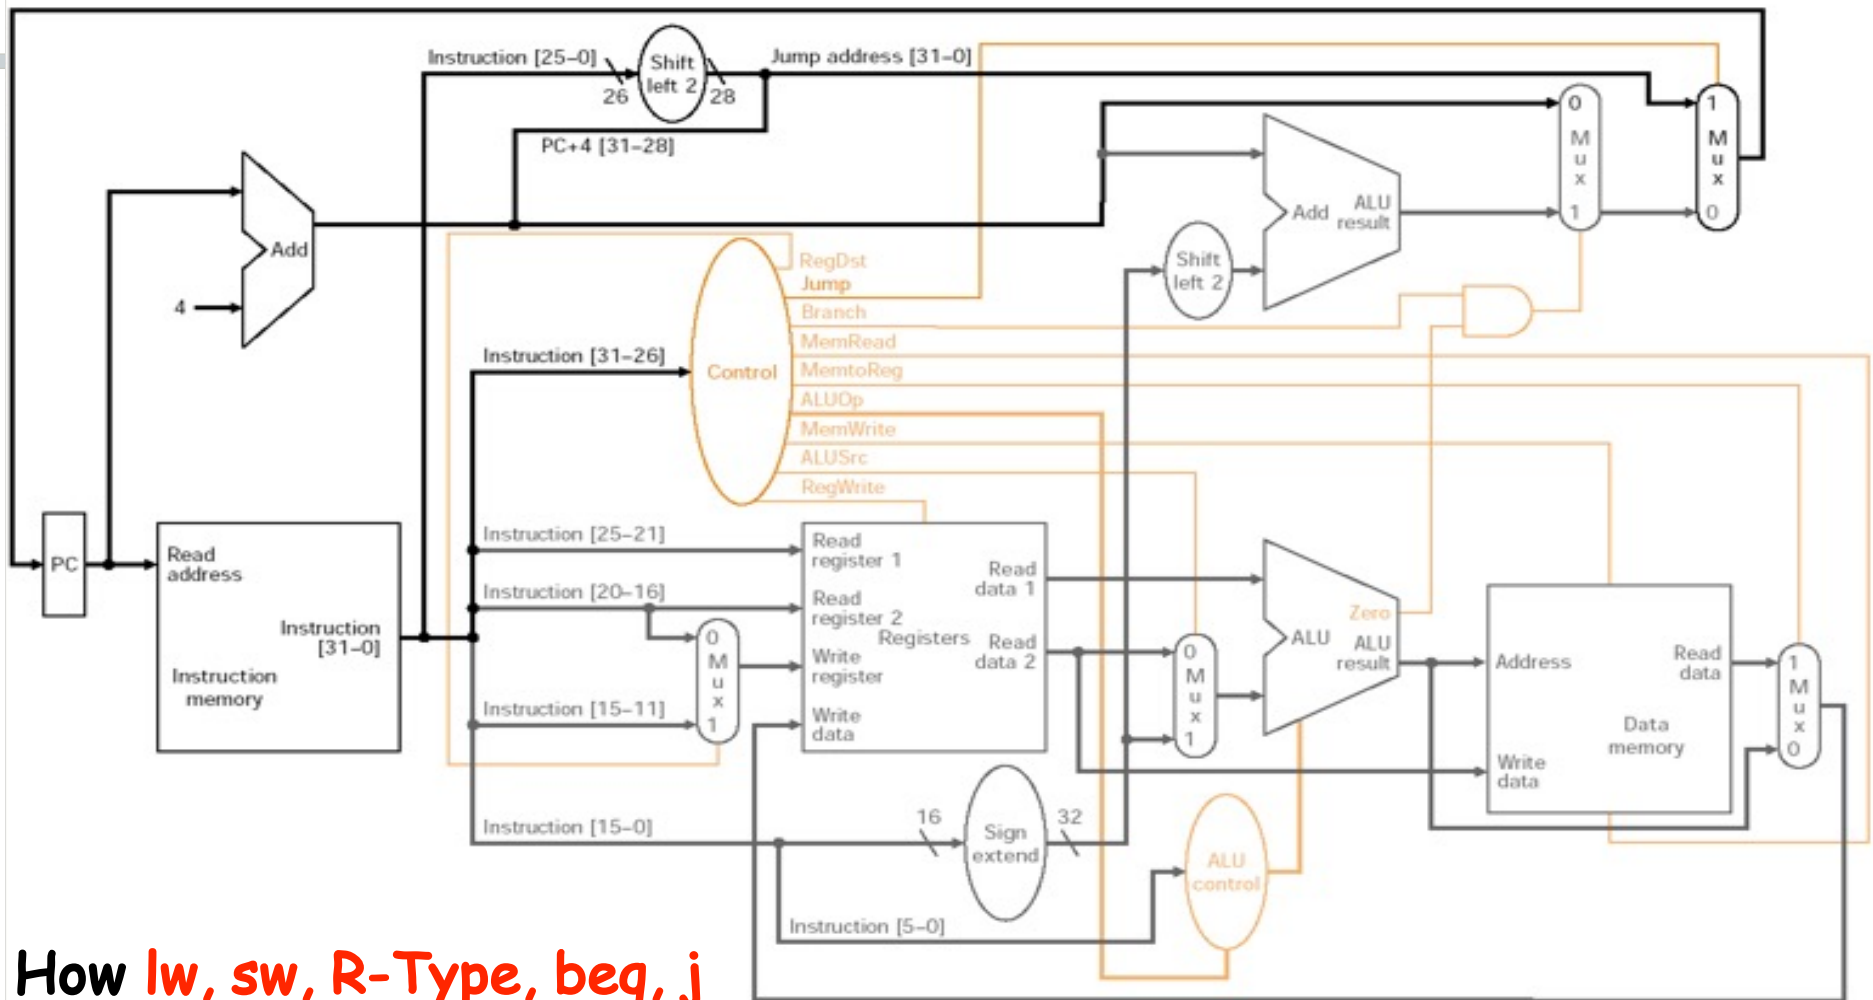 Instruction [25–0]
Shift
left 2
Jump address [31–0]
26
28
PC+4 [31–28]
0
M
u
x
1
1
M
u
x
0
Add
4
Add
ALU
result
Shift
left 2
RegDst
Jump
Branch
MemRead
MemtoReg
ALUOp
MemWrite
ALUSrc
RegWrite
Instruction [31–26]
Control
PC
Read
address
Instruction
[31–0]
Instruction
memory
Instruction [25–21]
Instruction [20–16]
Instruction [15–11]
0
M
u
x
1
Read
register 1
Read
register 2
Write
register
Write
data
Registers
Read
data 1
Read
data 2
0
M
u
x
1
Zero
ALU
ALU
result
Address
Read
data
Data
memory
Write
data
1
M
u
x
0
Instruction [15–0]
16
Sign
extend
32
ALU
control
Instruction [5–0]
How lw, sw, R-Type, beq, j